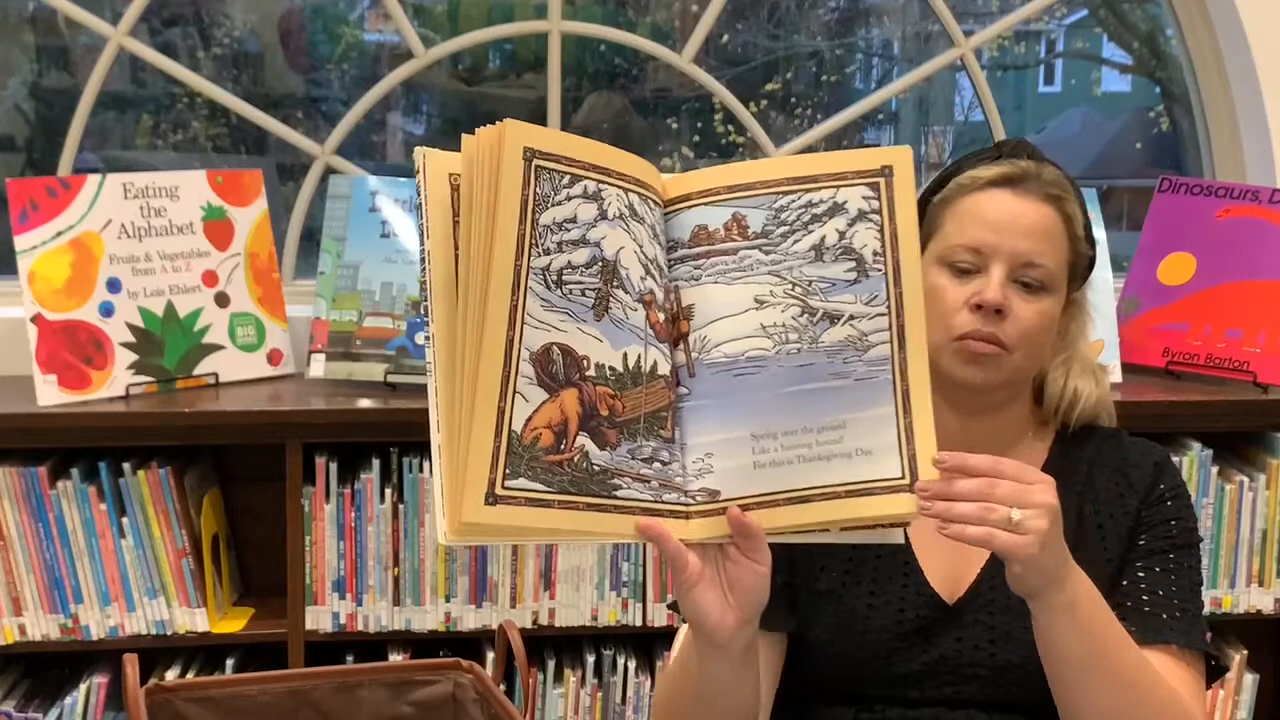 Eating
the
Alphabet
Fruits & Vegetables
from A to Z
by Lois Ehlert
BIG
Spring over the ground
Like a hunting hound!
For this is Thanksgiving Day.
Dinosaurs, D
Byron Barton